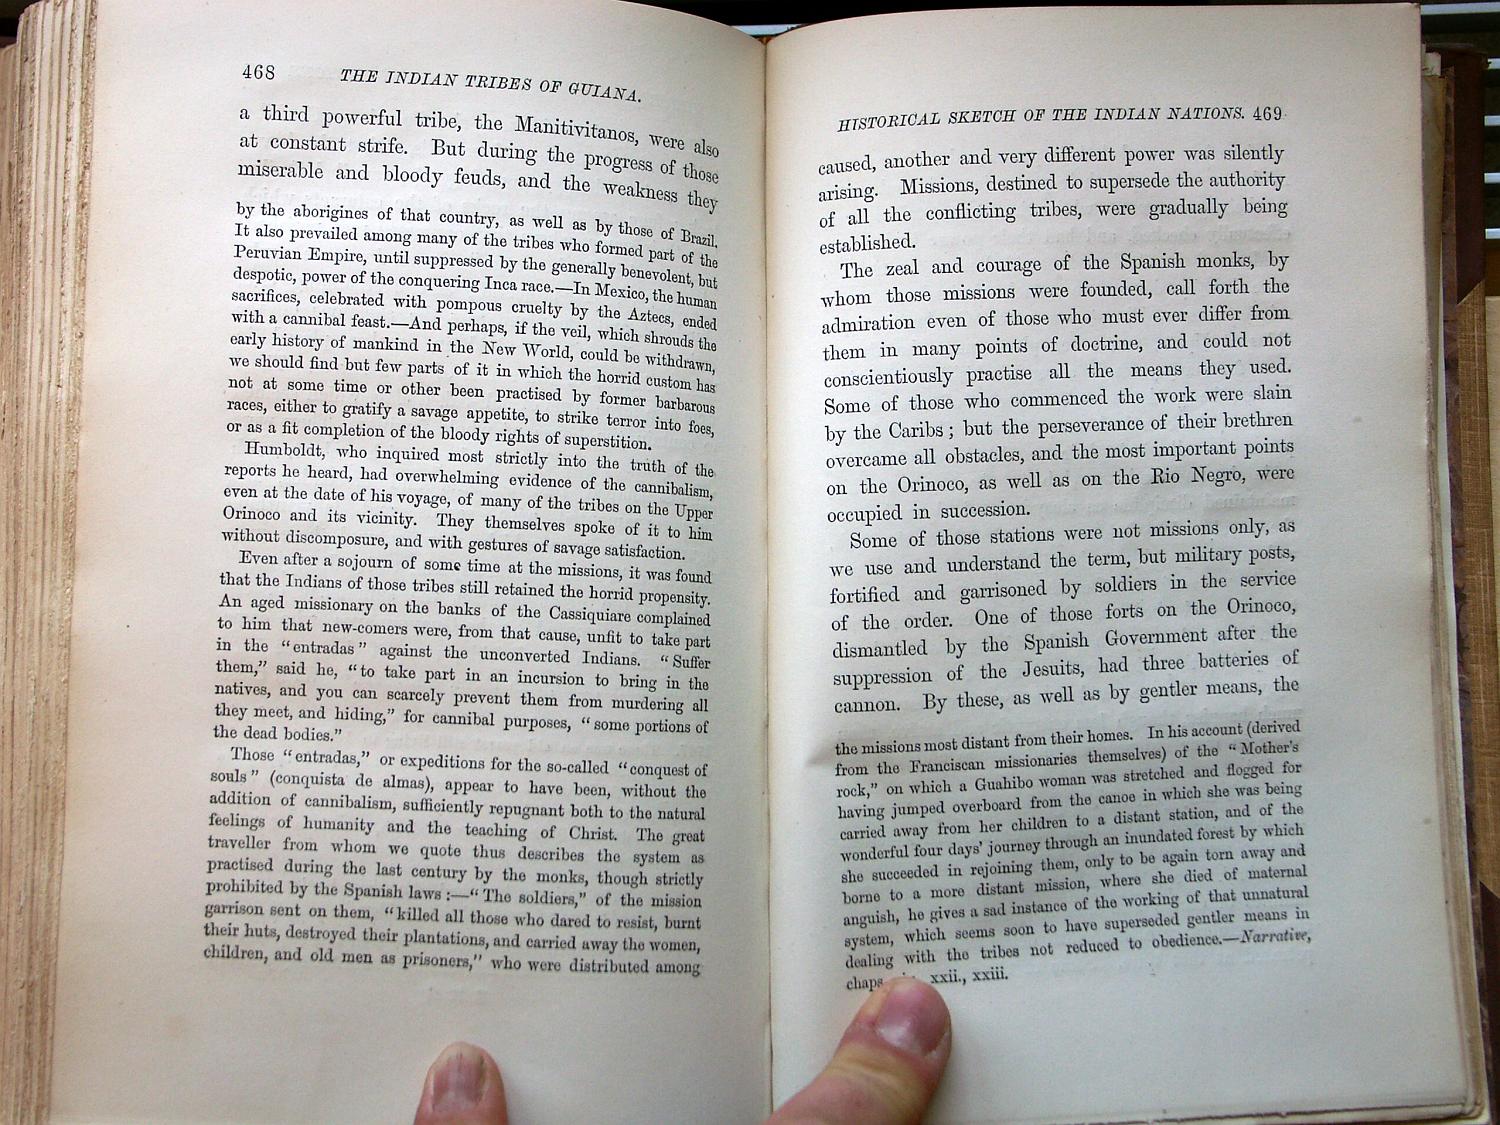 468
THE INDIAN TRIBES OF GUIANA.
a third powerful tribe, the Manitivitanos, were also
at constant strife. But during the progress of those
miserable and bloody feuds, and the weakness they
by the aborigines of that country, as well as by those of Brazil.
It also prevailed among many of the tribes who formed part of the
Peruvian Empire, until suppressed by the generally benevolent, but
despotic, power of the conquering Inca race.—In Mexico, the human
sacrifices, celebrated with pompous cruelty by the Aztecs, ended
with a cannibal feast.—And perhaps, if the veil, which shrouds the
early history of mankind in the New World, could be withdrawn,
we should find but few parts of it in which the horrid custom has
not at some time or other been practised by former barbarous
races, either to gratify a savage appetite, to strike terror into foes,
or as a fit completion of the bloody rights of superstition.
Humboldt, who inquired most strictly into the truth of the
reports he heard, had overwhelming evidence of the cannibalism,
even at the date of his voyage, of many of the tribes on the Upper
Orinoco and its vicinity. They themselves spoke of it to him
without discomposure, and with gestures of savage satisfaction.
Even after a sojourn of some time at the missions, it was found
that the Indians of those tribes still retained the horrid propensity.
An aged missionary on the banks of the Cassiquiare complained
to him that new-comers were, from that cause, unfit to take part
in the “entradas” against the unconverted Indians. “Suffer
them,” said he, “to take part in an incursion to bring in the
natives, and you can scarcely prevent them from murdering all
they meet, and hiding,” for cannibal purposes, “some portions of
the dead bodies.”
Those “entradas,” or expeditions for the so-called “conquest of
souls” (conquista de almas), appear to have been, without the
addition of cannibalism, sufficiently repugnant both to the natural
feelings of humanity and the teaching of Christ. The great
traveller from whom we quote thus describes the system as
practised during the last century by the monks, though strictly
prohibited by the Spanish laws:—“The soldiers,” of the mission
garrison sent on them, “killed all those who dared to resist, burnt
their huts, destroyed their plantations, and carried away the women,
children, and old men as prisoners,” who were distributed among
HISTORICAL SKETCH OF THE INDIAN NATIONS. 469
caused, another and very different power was silently
arising. Missions, destined to supersede the authority
of all the conflicting tribes, were gradually being
established.
The zeal and courage of the Spanish monks, by
whom those missions were founded, call forth the
admiration even of those who must ever differ from
them in many points of doctrine, and could not
conscientiously practise all the means they used.
Some of those who commenced the work were slain
by the Caribs; but the perseverance of their brethren
overcame all obstacles, and the most important points
on the Orinoco, as well as on the Rio Negro, were
occupied in succession.
Some of those stations were not missions only, as
we use and understand the term, but military posts,
fortified and garrisoned by soldiers in the service
of the order. One of those forts on the Orinoco,
dismantled by the Spanish Government after the
suppression of the Jesuits, had three batteries of
cannon. By these, as well as by gentler means, the
the missions most distant from their homes. In his account (derived
from the Franciscan missionaries themselves) of the “Mother's
rock,” on which a Guahibo woman was stretched and flogged for
having jumped overboard from the canoe in which she was being
carried away from her children to a distant station, and of the
wonderful four days' journey through an inundated forest by which
she succeeded in rejoining them, only to be again torn away and
borne to a more distant mission, where she died of maternal
anguish, he gives a sad instance of the working of that unnatural
system, which seems soon to have superseded gentler means in
dealing with the tribes not reduced to obedience.—Narrative,
chaps xxii., xxiii.